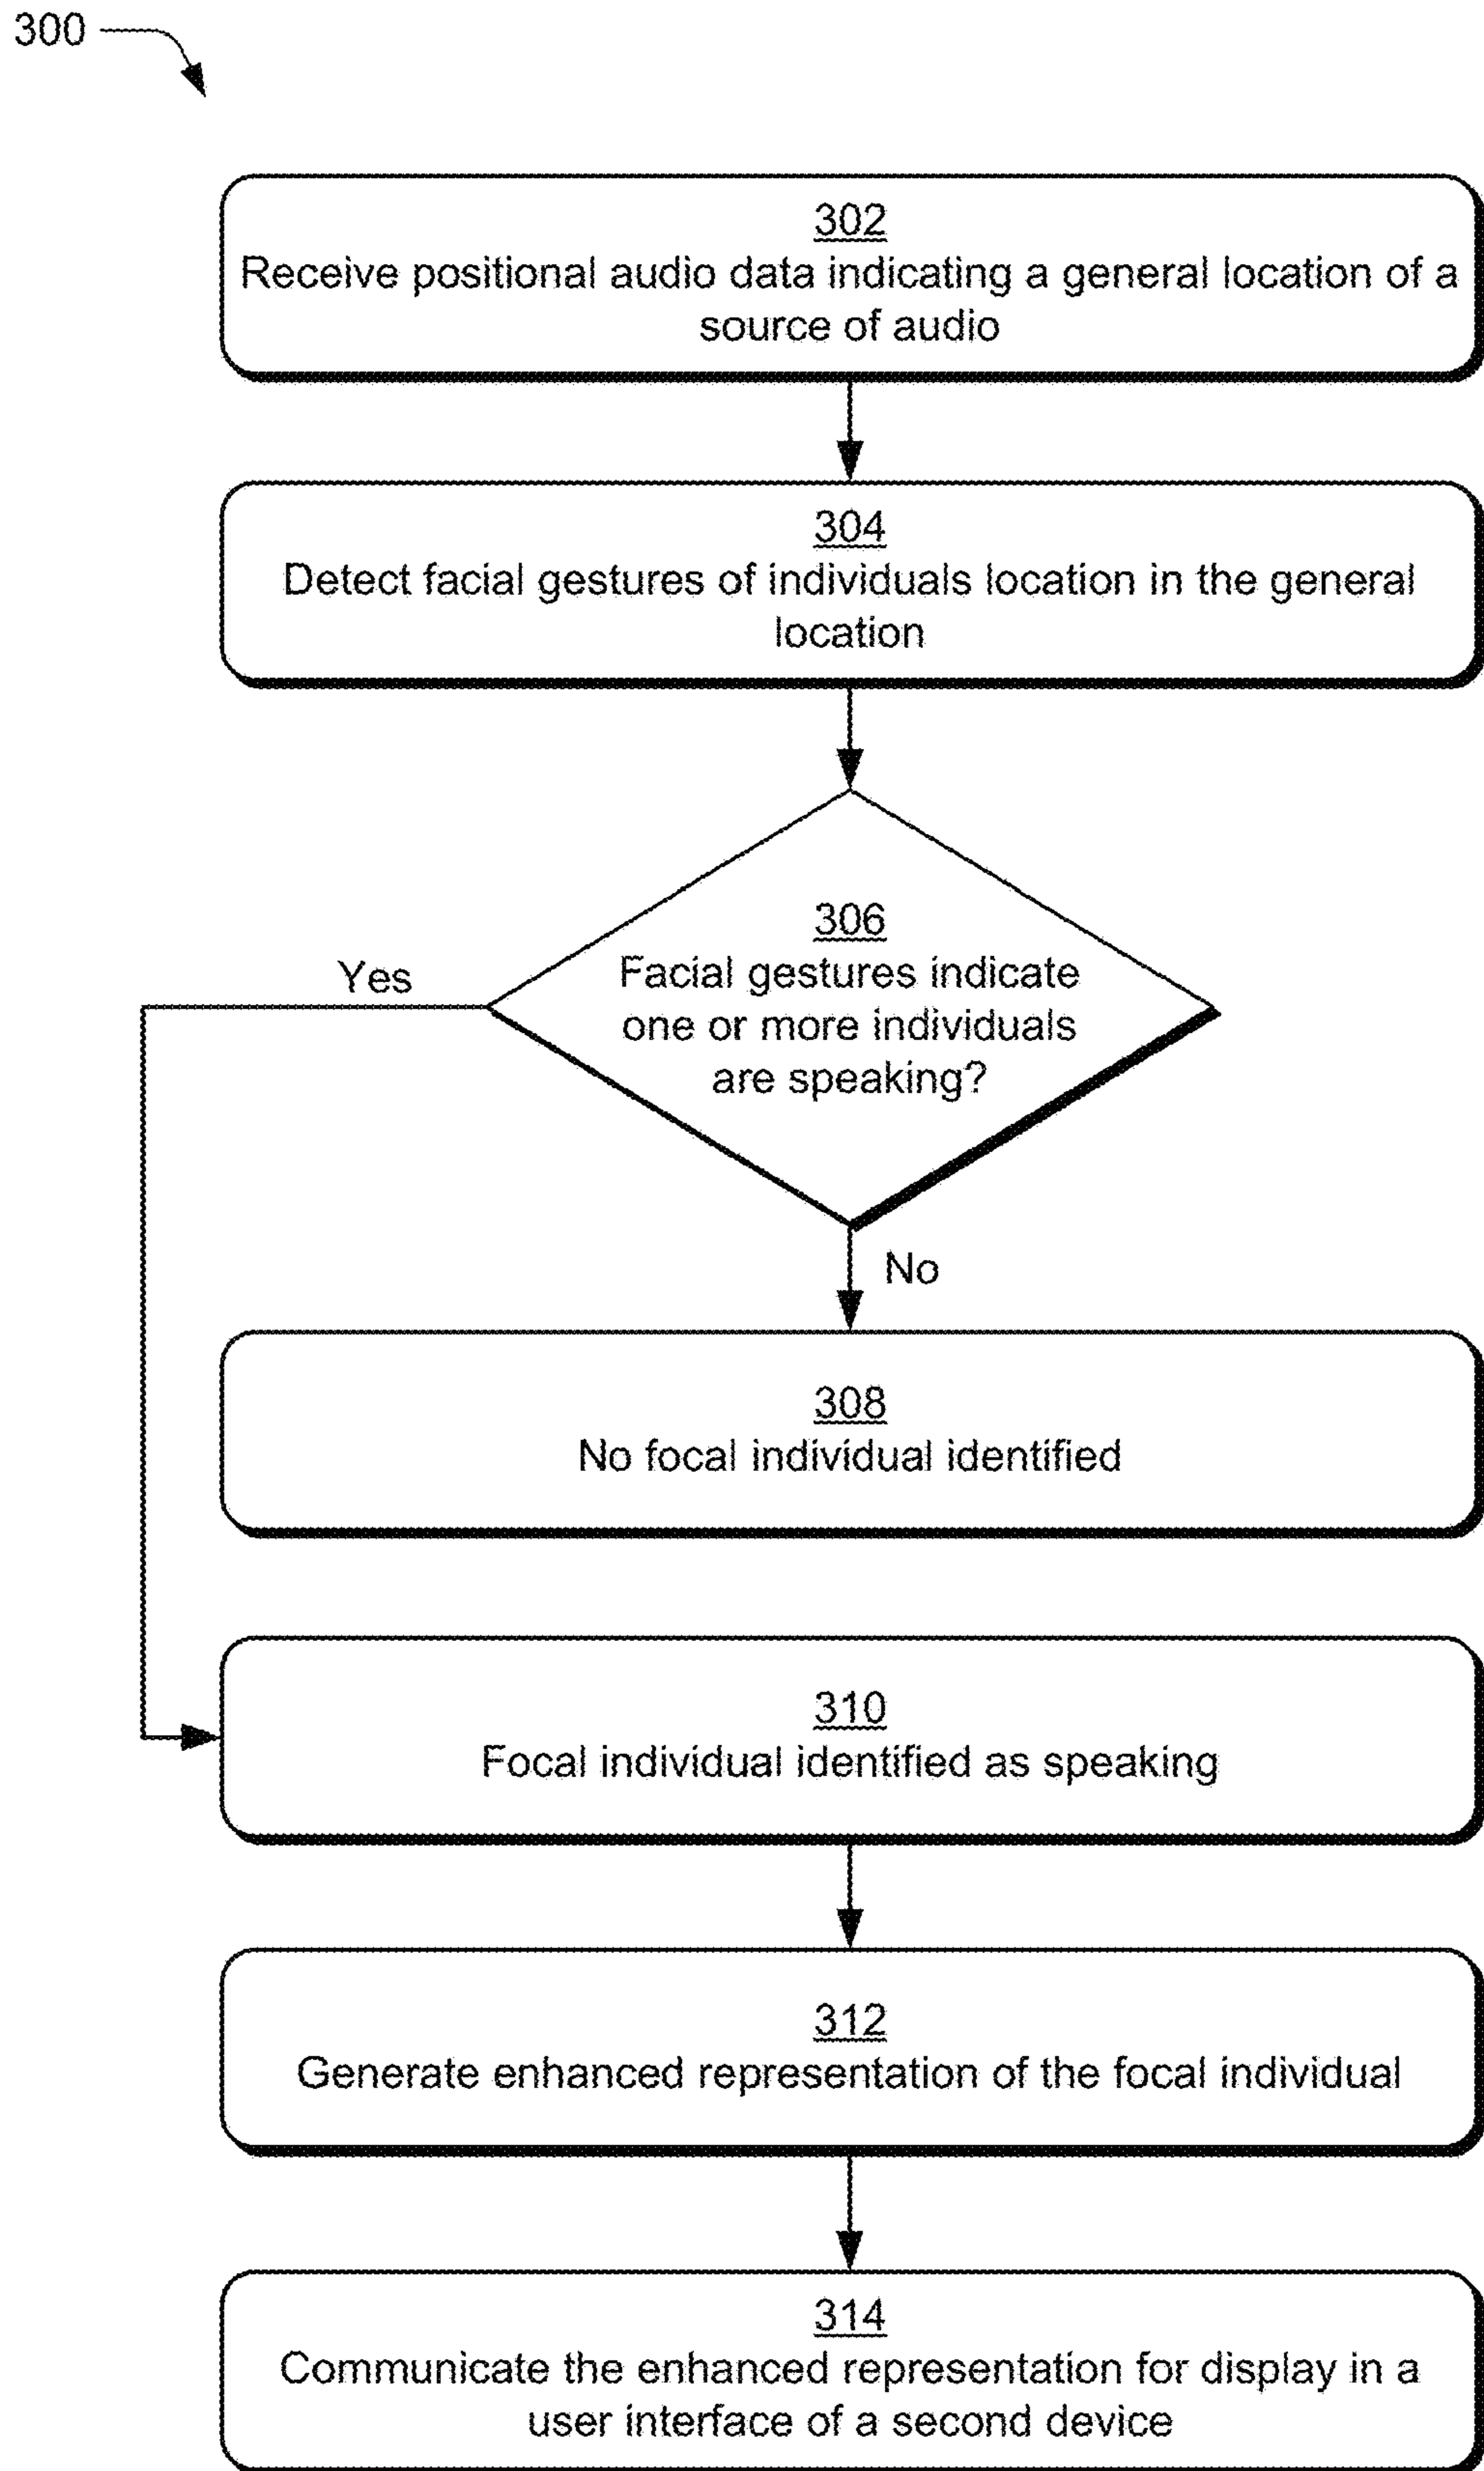 300
302
Receive positional audio data indicating a general location of a
source of audio
304
Detect facial gestures of individuals location in the general
location
306
Facial gestures indicate
one or more individuals
are speaking?
Yes
No
308
No focal individual identified
310
Focal individual identified as speaking
312
Generate enhanced representation of the focal individual
314
Communicate the enhanced representation for display in a
user interface of a second device